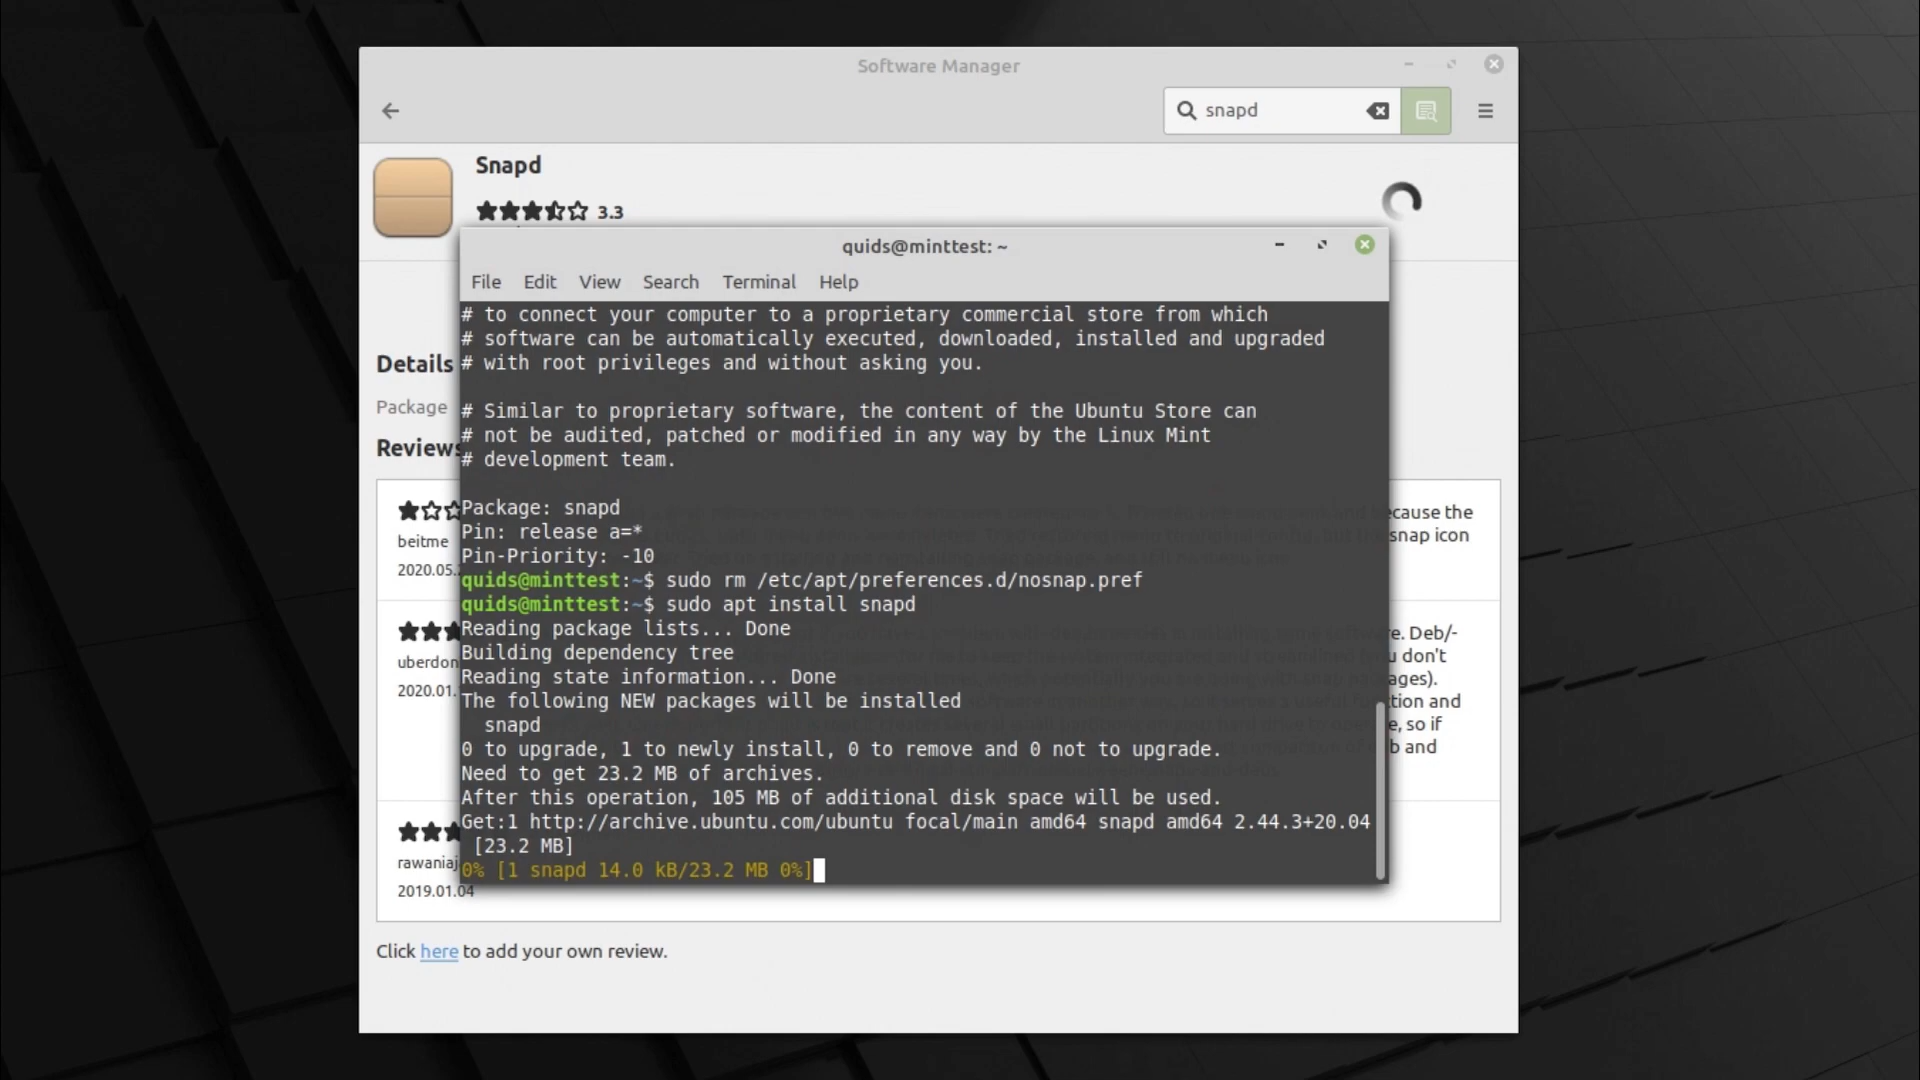 Software Manager
snapd
Snapd
3.3
quids@minttest: ~
File Edit View Search Terminal Help
# to connect your computer to a proprietary commercial store from which
# software can be automatically executed, downloaded, installed and upgraded
# with root privileges and without asking you.
# Similar to proprietary software, the content of the Ubuntu Store can
# not be audited, patched or modified in any way by the Linux Mint
# development team.
Package: snapd
Pin: release a=*
Pin-Priority: -10
quids@minttest:~$ sudo rm /etc/apt/preferences.d/nosnap.pref
quids@minttest:~$ sudo apt install snapd
Reading package lists... Done
Building dependency tree
Reading state information... Done
The following NEW packages will be installed
snapd
0 to upgrade, 1 to newly install, 0 to remove and 0 not to upgrade.
Need to get 23.2 MB of archives.
After this operation, 105 MB of additional disk space will be used.
Get:1 http://archive.ubuntu.com/ubuntu focal/main amd64 snapd amd64 2.44.3+20.04
[23.2 MB]
0% [1 snapd 14.0 kB/23.2 MB 0%]
Details
Package
Reviews
beitme
2020.05.
the
snap icon
uberdon
2020.01.
e. Deb/-
u don't
ages).
tion and
e, so if
b and
rawaniaj
2019.01.04
Click here to add your own review.